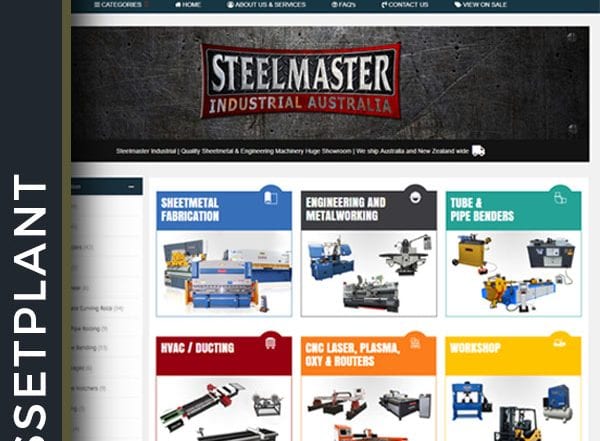 CATEGORIES
HOME
ABOUT US & SERVICES
FAQ's
CONTACT US
VIEW ON SALE
STEELMASTER
INDUSTRIAL AUSTRALIA
Steelmaster Industrial | Quality Sheetmetal & Engineering Machinery Huge Showroom | We ship Australia and New Zealand wide
SSETPLANT
SHEETMETAL
FABRICATION
ENGINEERING AND
METALWORKING
TUBE &
PIPE BENDERS
HVAC / DUCTING
CNC LASER, PLASMA,
OXY & ROUTERS
WORKSHOP